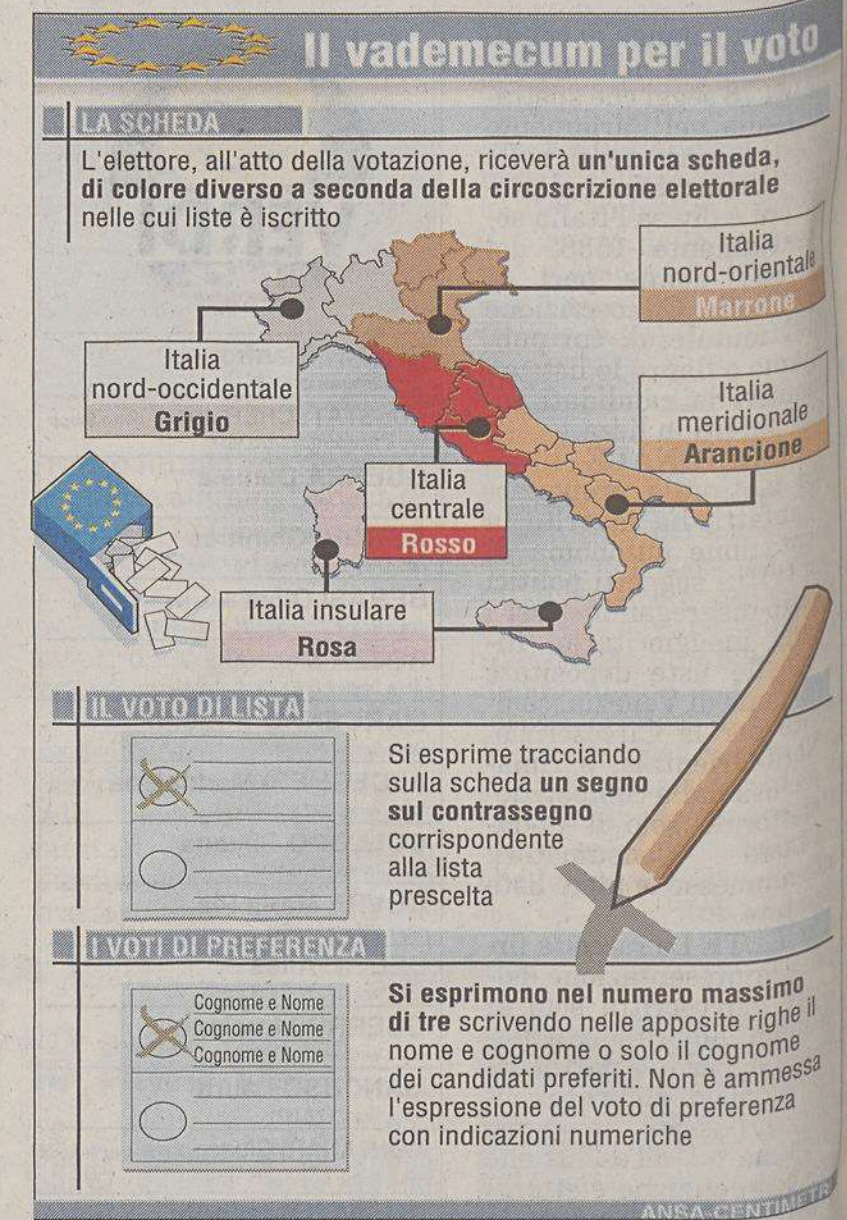 Il vademecum per il voto
LA SCHEDA
L'elettore, all'atto della votazione, riceverà un'unica scheda,
di colore diverso a seconda della circoscrizione elettorale
nelle cui liste è iscritto
Italia
nord-orientale
Marrone
Italia
nord-occidentale
Grigio
Italia
meridionale
Arancione
Italia
centrale
Rosso
Italia insulare
Rosa
IL VOTO DI LISTA
Si esprime tracciando
sulla scheda un segno
sul contrassegno
corrispondente
alla lista
prescelta
I VOTI DI PREFERENZA
Cognome e Nome
Cognome e Nome
Cognome e Nome
Si esprimono nel numero massimo
di tre scrivendo nelle apposite righe il
nome e cognome o solo il cognome
dei candidati preferiti. Non è ammessa
l'espressione del voto di preferenza
con indicazioni numeriche
ANSA-CENTIMETR